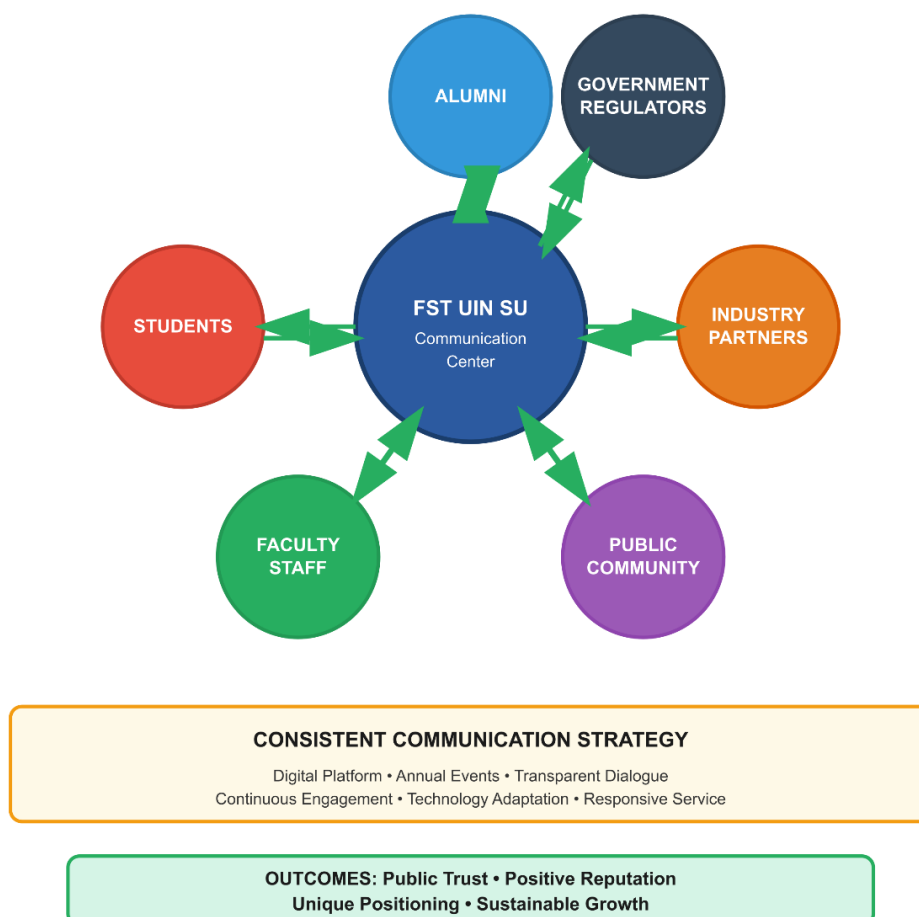 ALUMNI
GOVERNMENT
REGULATORS
STUDENTS
FST UIN SU
Communication
Center
INDUSTRY
PARTNERS
FACULTY
STAFF
PUBLIC
COMMUNITY
CONSISTENT COMMUNICATION STRATEGY
Digital Platform • Annual Events • Transparent Dialogue
Continuous Engagement • Technology Adaptation • Responsive Service
OUTCOMES: Public Trust • Positive Reputation
Unique Positioning • Sustainable Growth